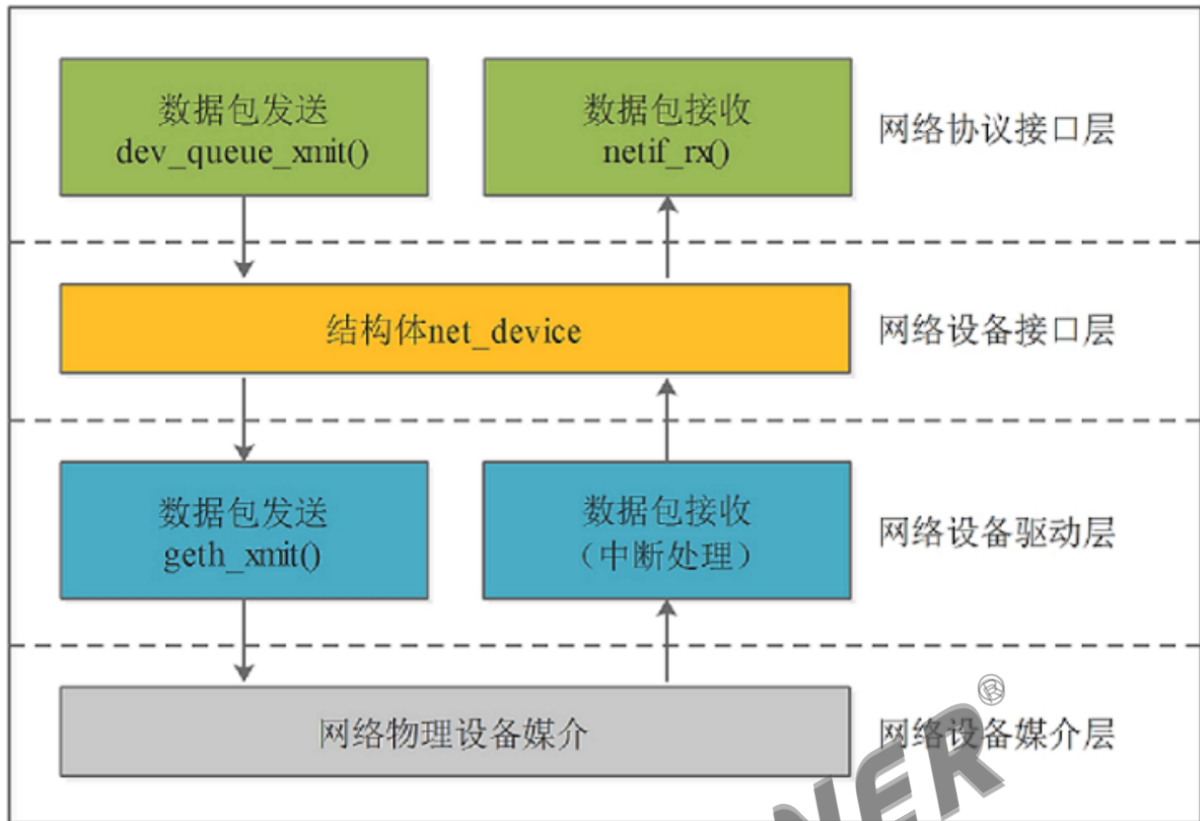 数据包发送
dev_queue_xmit()
数据包接收
netif_rx()
网络协议接口层
结构体net_device
网络设备接口层
数据包发送
geth_xmit()
数据包接收
（中断处理）
网络设备驱动层
网络物理设备媒介
网络设备媒介层
NER®